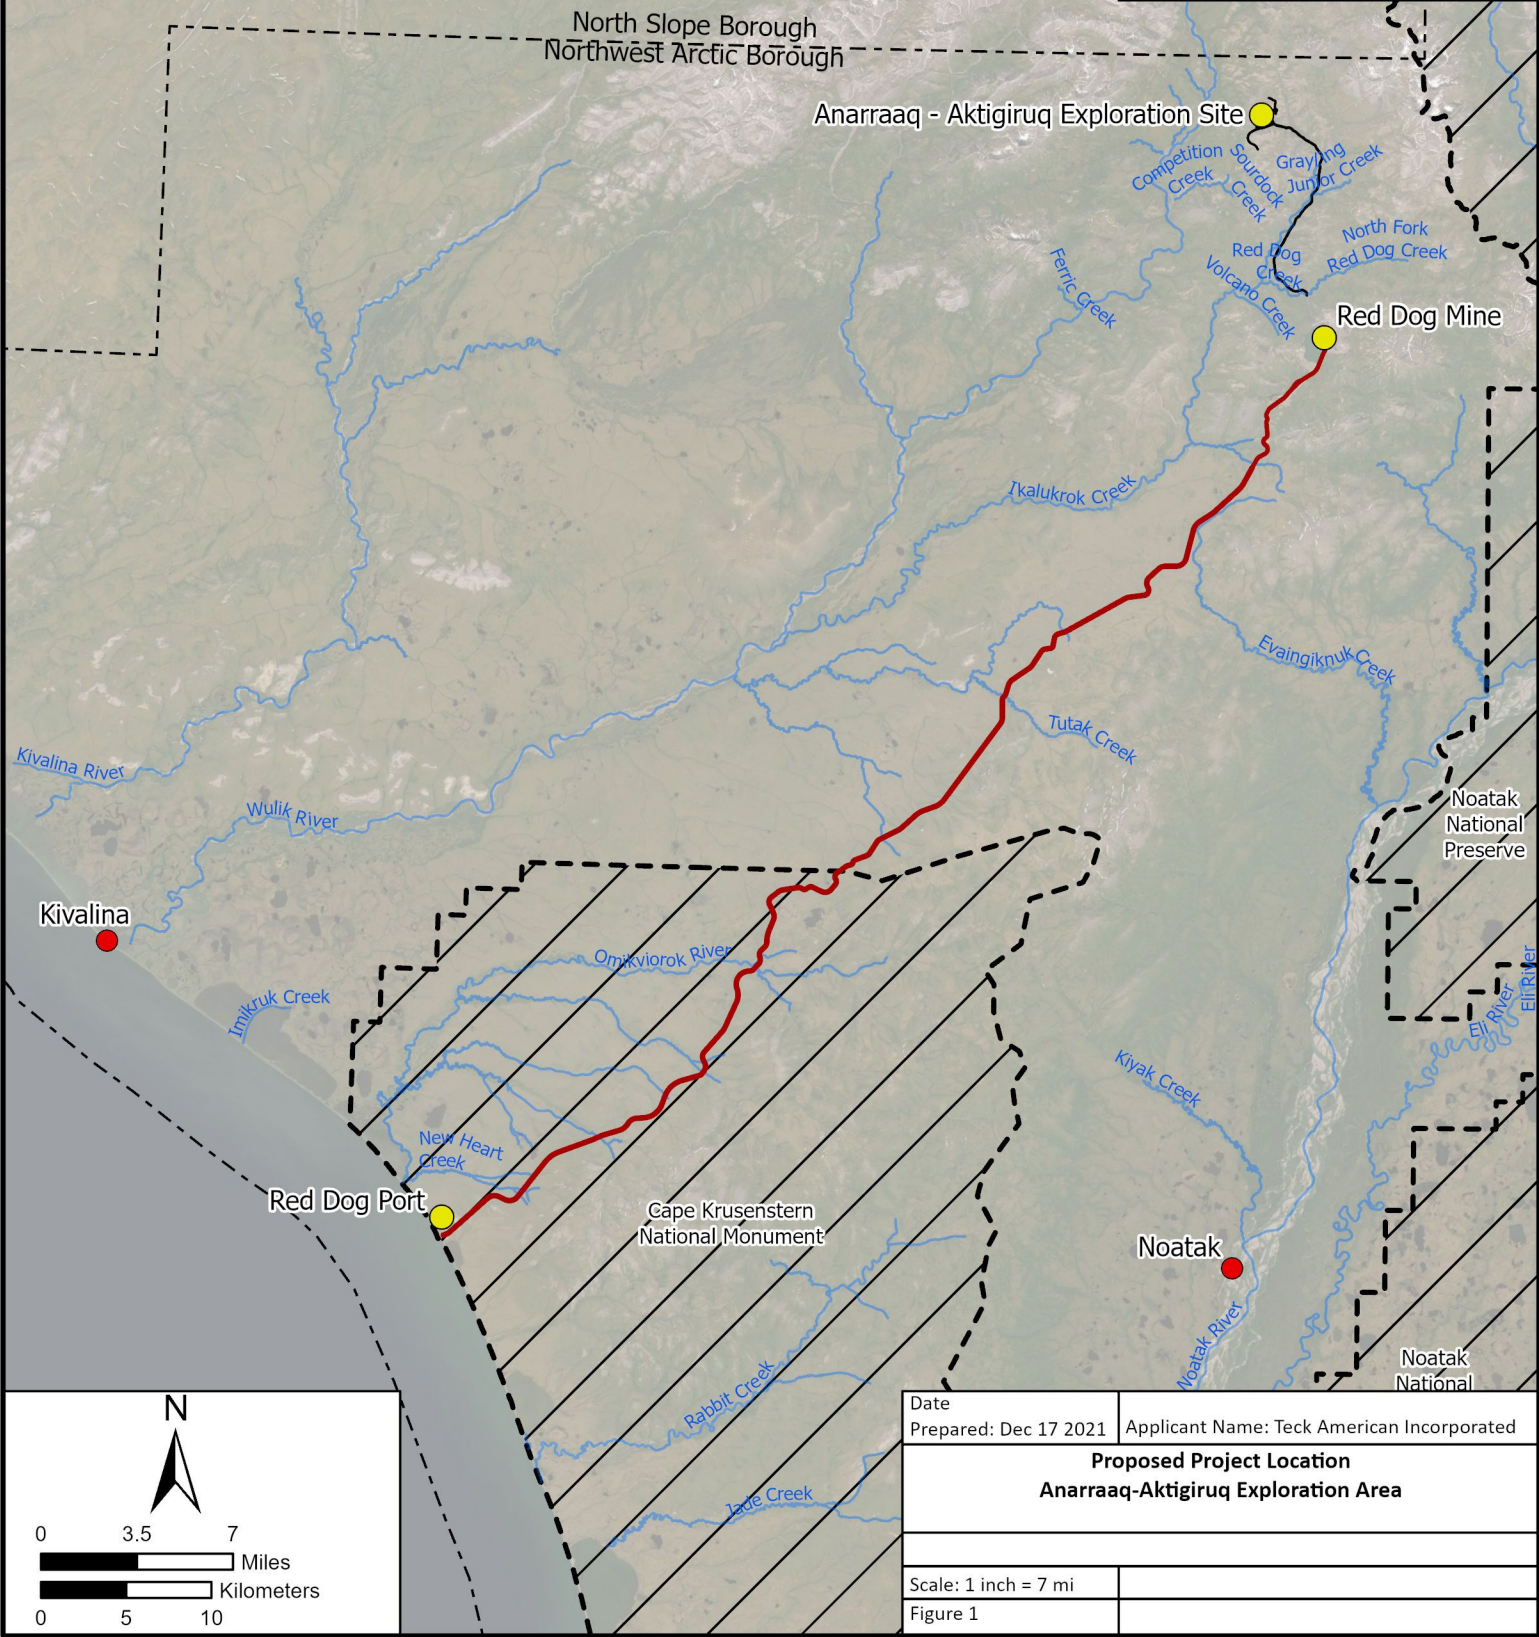 North Slope Borough
Northwest Arctic Borough
Anarraaq - Aktigiruq Exploration Site
Competition
Creek
Sourdock
Creek
Grayling
Junior Creek
North Fork
Red Dog Creek
Red Dog
Creek
Volcano Creek
Ferric Creek
Red Dog Mine
Ikalukrok Creek
Evaingiknuk Creek
Tutak Creek
Kivalina River
Wulik River
Noatak
National
Preserve
Kivalina
Omikviorok River
Imikruk Creek
Eli River
Eli River
Kiyak Creek
New Heart
Creek
Red Dog Port
Cape Krusenstern
National Monument
Noatak
Noatak River
Rabbit Creek
Noatak
National
Jade Creek
N
0 3.5 7
Miles
Kilometers
0 5 10
Date
Prepared: Dec 17 2021
Applicant Name: Teck American Incorporated
Proposed Project Location
Anarraaq-Aktigiruq Exploration Area
Scale: 1 inch = 7 mi
Figure 1